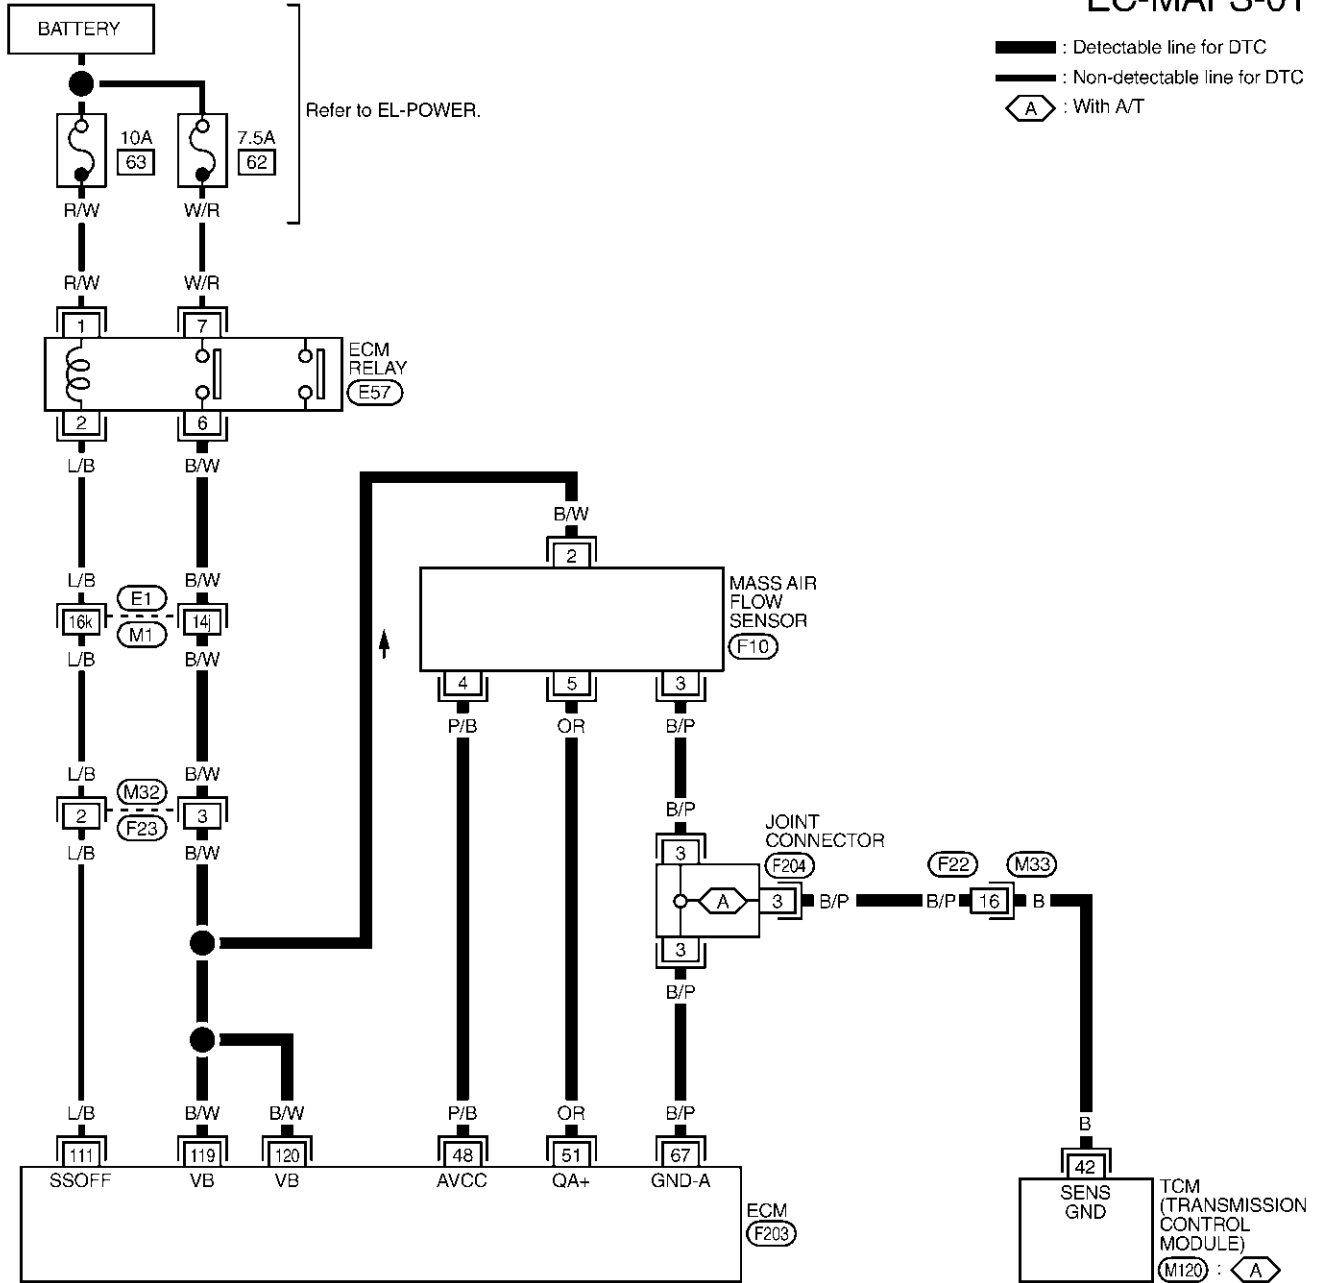 EC-MAFS-01
BATTERY
: Detectable line for DTC
: Non-detectable line for DTC
A : With A/T
Refer to EL-POWER.
10A
63
7.5A
62
R/W W/R
R/W W/R
1 7
ECM
RELAY
E57
2 6
L/B B/W
B/W
2
L/B B/W
E1
16k 14j
M1
L/B B/W
MASS AIR
FLOW
SENSOR
F10
4 5 3
P/B OR B/P
L/B B/W
M32
2 3
F23
L/B B/W
B/P
3
JOINT
CONNECTOR
F204
A 3 B/P
F22 M33
B/P 16 B
3
B/P
L/B B/W B/W P/B OR B/P
111 119 120 48 51 67
SSOFF VB VB AVCC QA+ GND-A
ECM
F203
B
42
SENS
GND
TCM
(TRANSMISSION
CONTROL
MODULE)
M120 : A